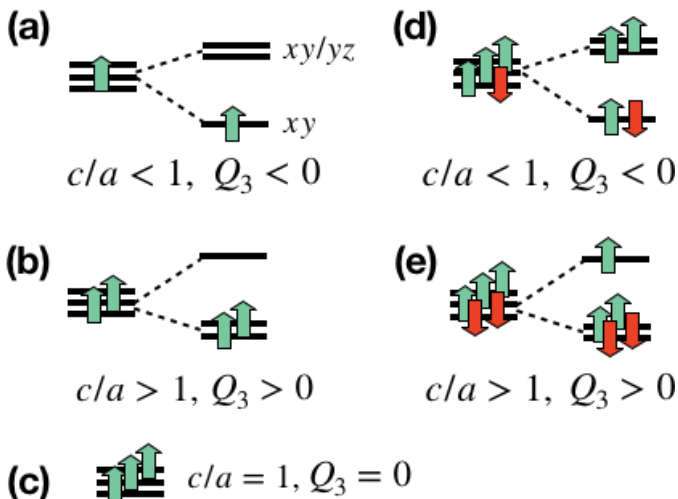 (a)
xy/yz
xy
c/a < 1, Q₃ < 0
(b)
c/a > 1, Q₃ > 0
(c)
c/a = 1, Q₃ = 0
(d)
c/a < 1, Q₃ < 0
(e)
c/a > 1, Q₃ > 0